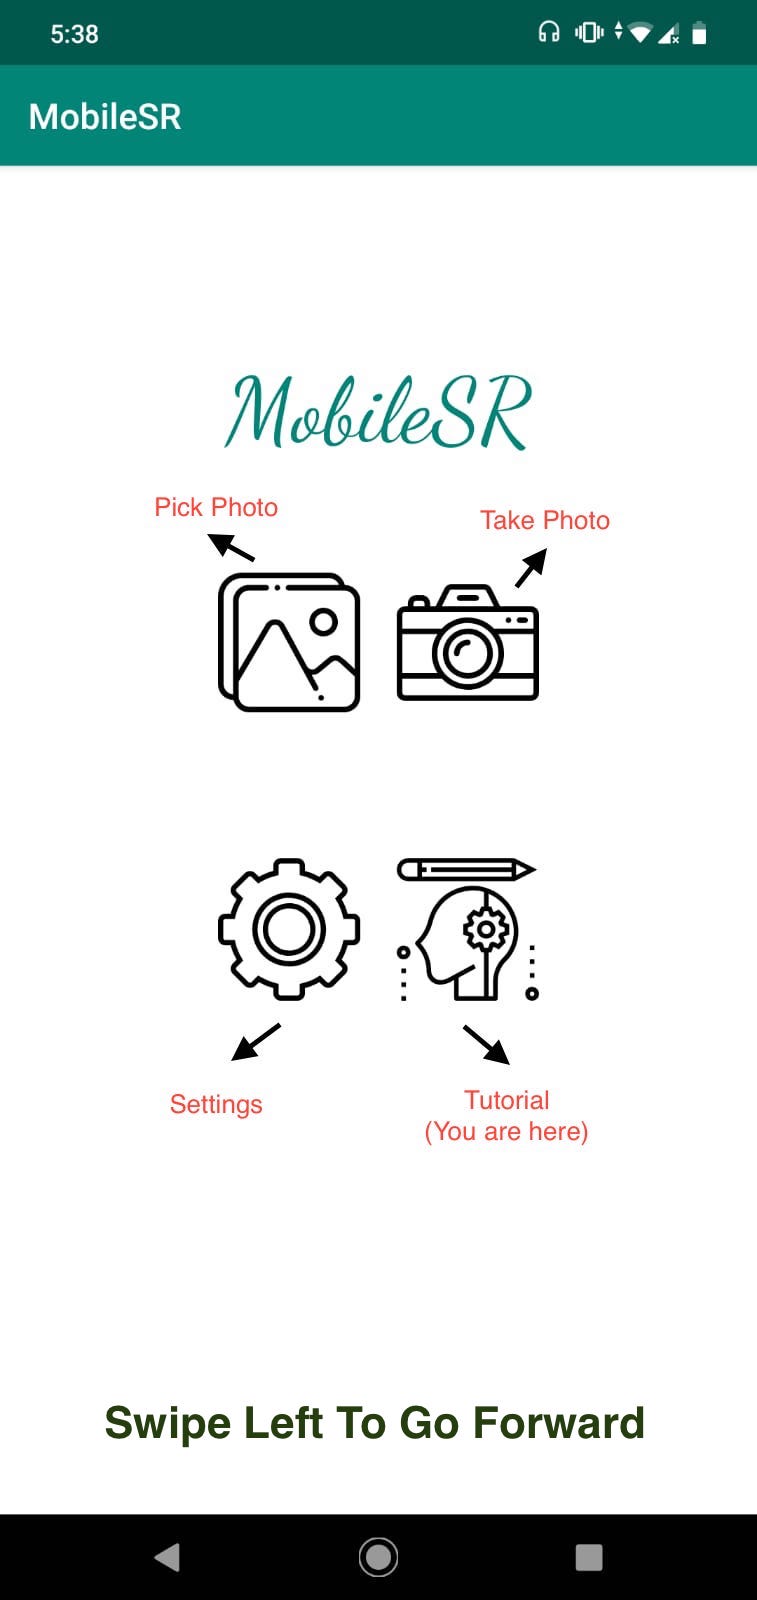 5:38
MobileSR
MobileSR
Pick Photo
Take Photo
Settings
Tutorial
(You are here)
Swipe Left To Go Forward